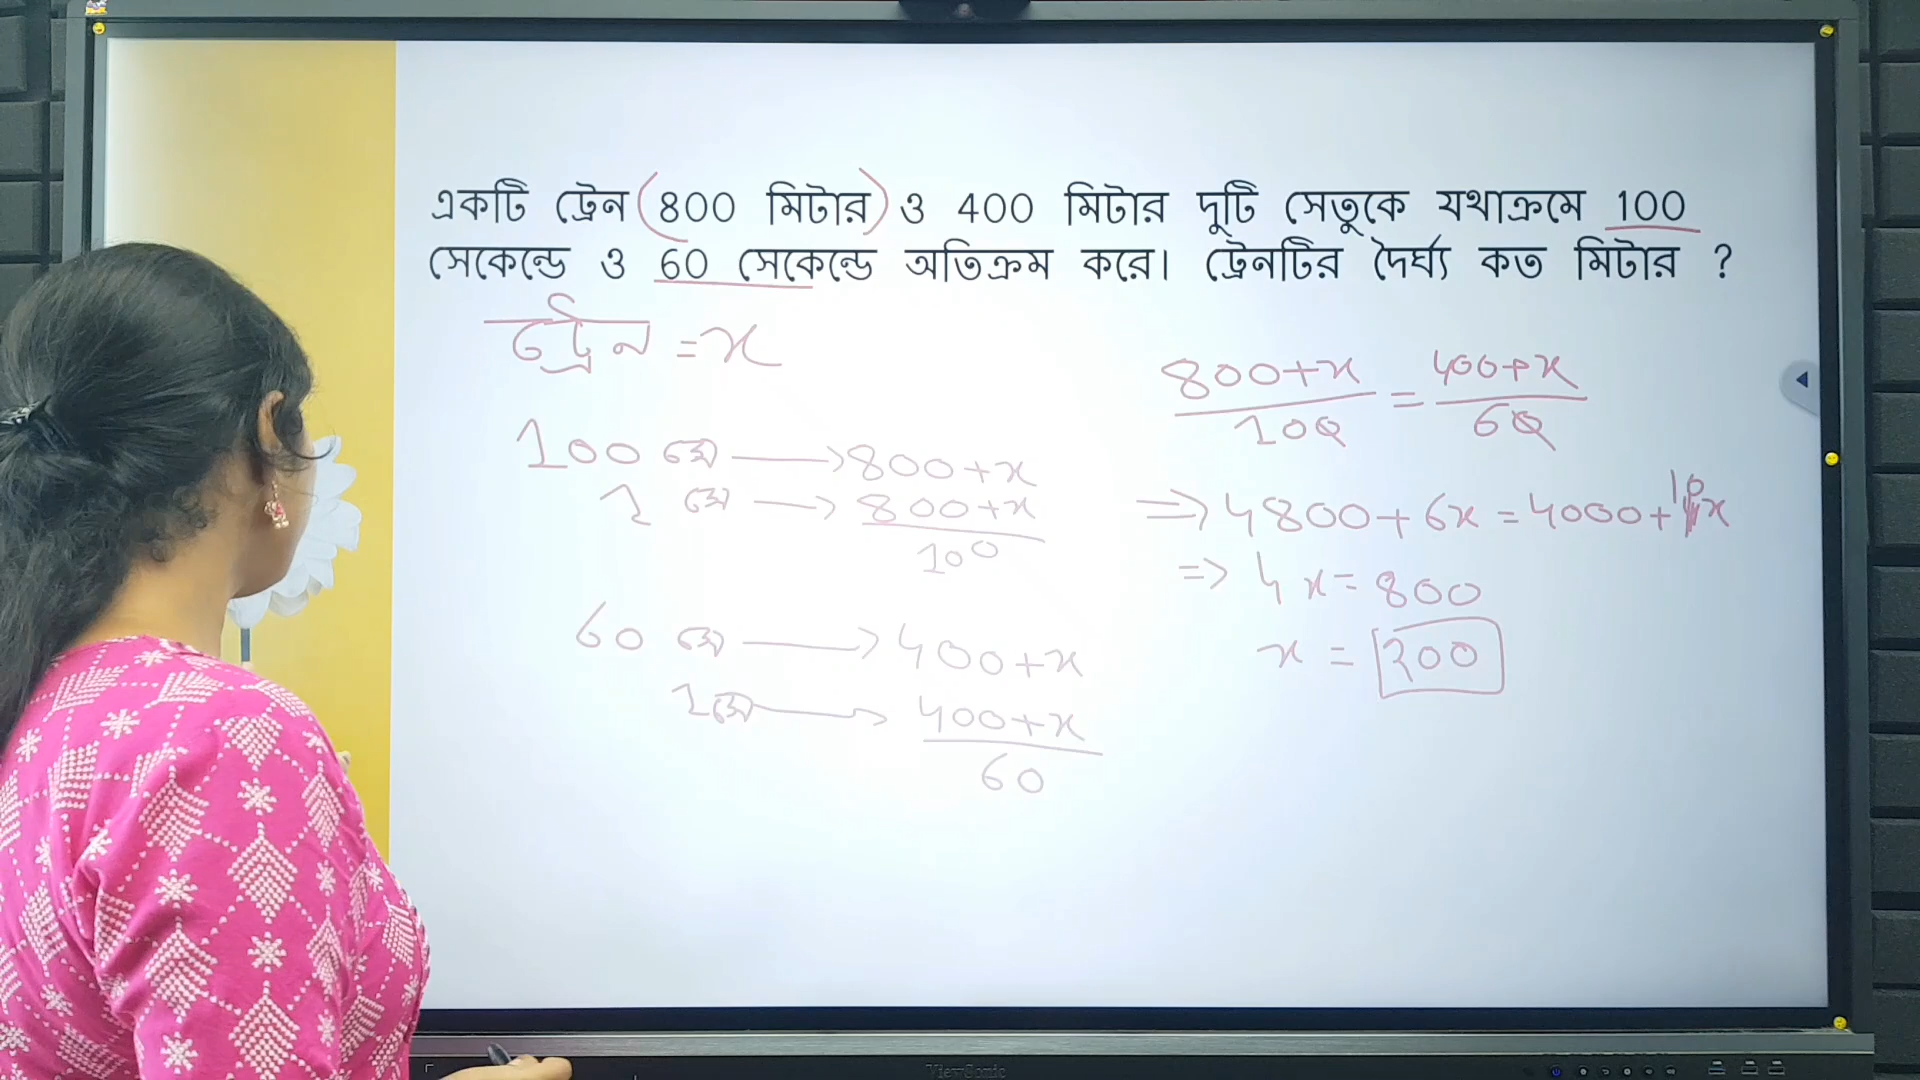 একটি ট্রেন (800 মিটার) ও 400 মিটার দুটি সেতুকে যথাক্রমে 100
সেকেন্ডে ও 60 সেকেন্ডে অতিক্রম করে। ট্রেনটির দৈর্ঘ্য কত মিটার ?
ট্রেন = x
100 সে → 800+x
1 সে → 800+x
100
60 সে → 400+x
1 সে → 400+x
60
800+x = 400+x
100 60
⇒ 4800+6x = 4000+10x
⇒ 4x = 800
x = 200
ViewSonic